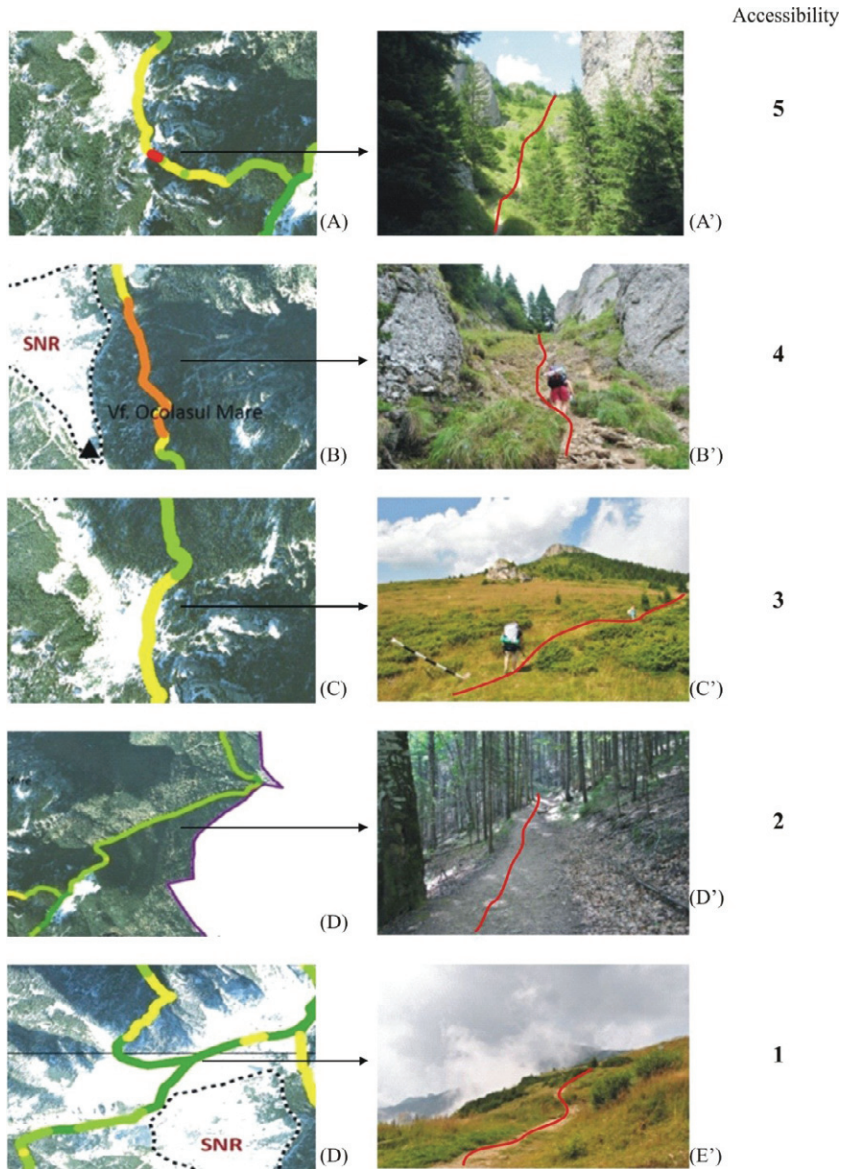 Accessibility
5
(A)
(A')
SNR
Vf. Ocolasul Mare
4
(B)
(B')
3
(C)
(C')
2
(D)
(D')
1
SNR
(D)
(E')